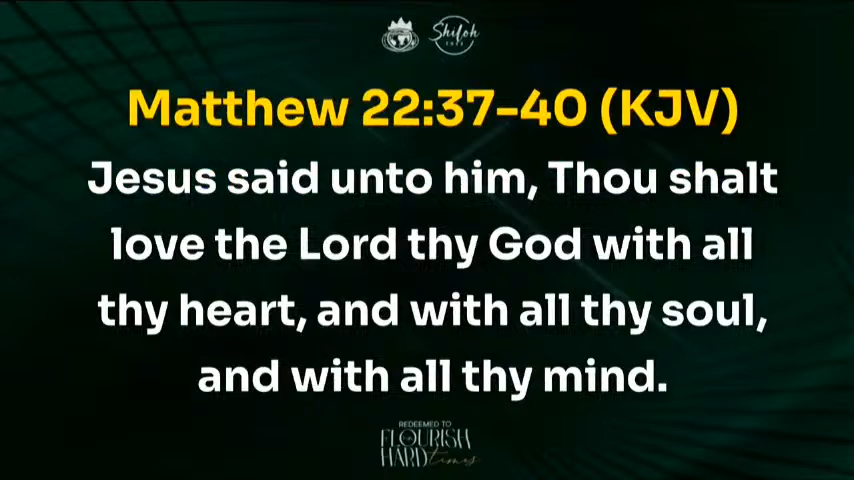 Shiloh
Matthew 22:37-40 (KJV)
Jesus said unto him, Thou shalt
love the Lord thy God with all
thy heart, and with all thy soul,
and with all thy mind.
REDEEMED TO
FLOURISH
HARD times